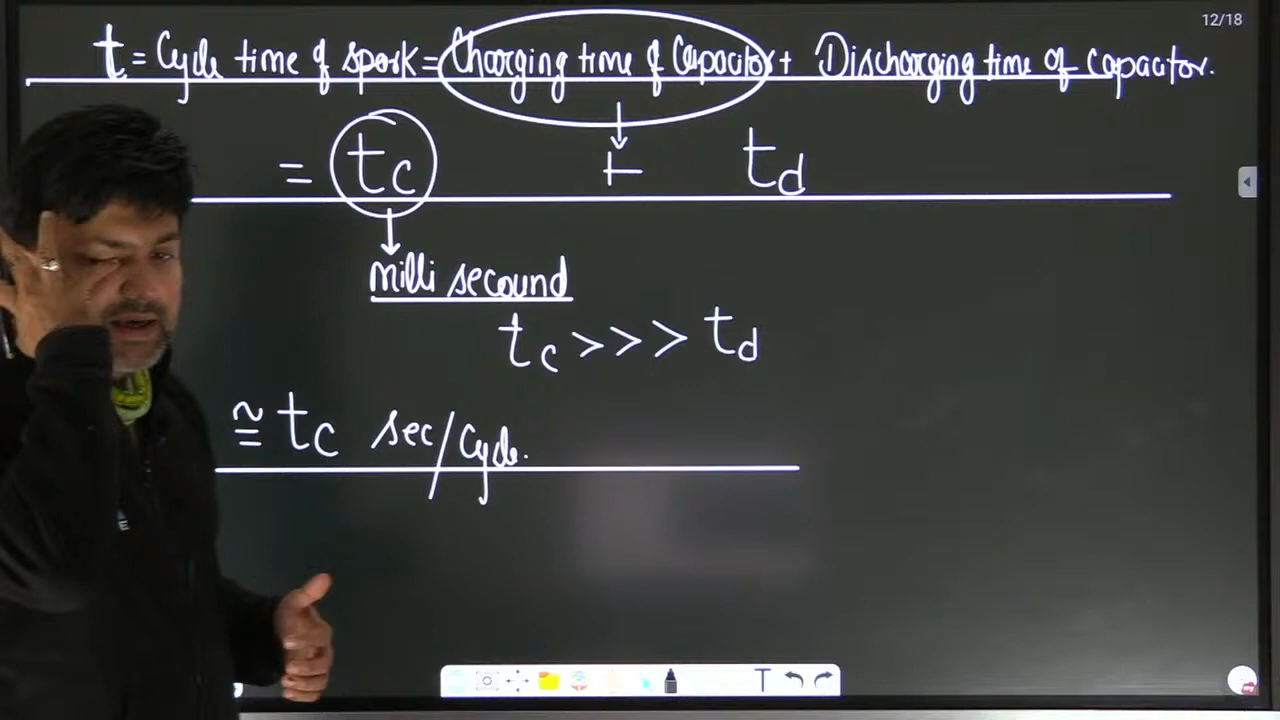 12/18
t = Cycle time of spark = Charging time of Capacitor + Discharging time of capacitor.
= tc + td
milli secound
tc >>> td
≅ tc sec/Cycle.
T